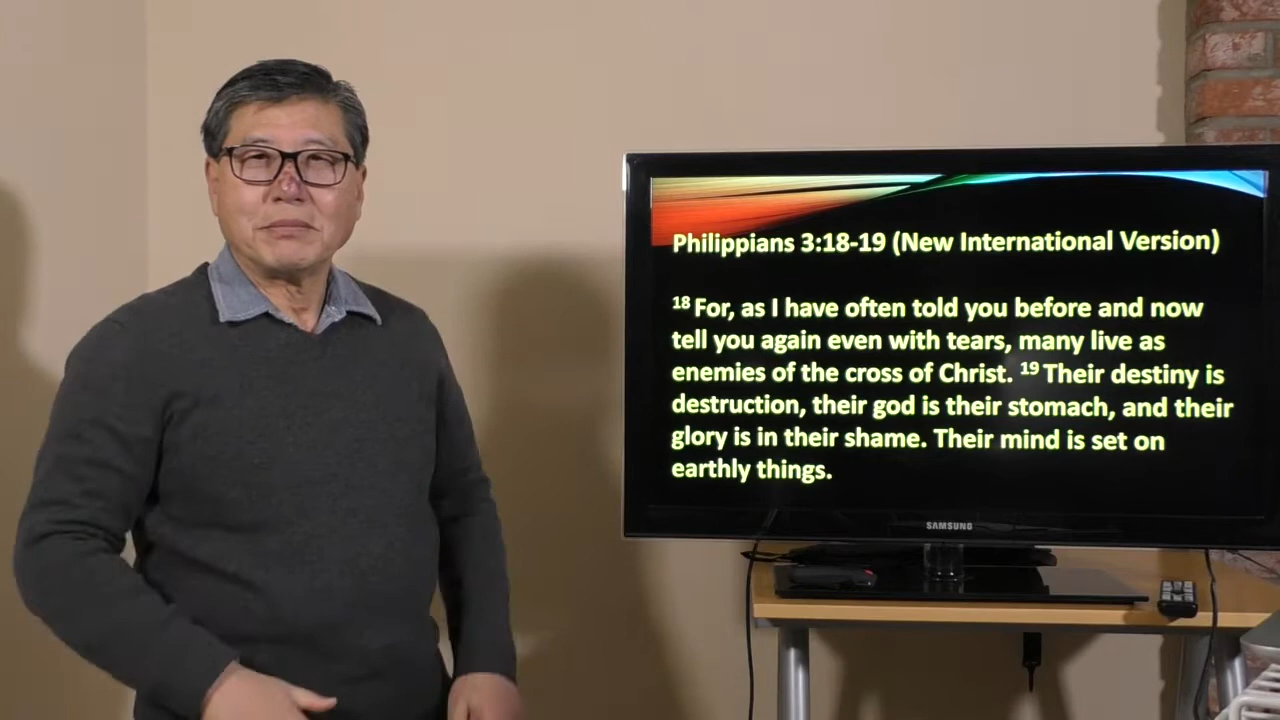 Philippians 3:18-19 (New International Version)
18 For, as I have often told you before and now
tell you again even with tears, many live as
enemies of the cross of Christ. 19 Their destiny is
destruction, their god is their stomach, and their
glory is in their shame. Their mind is set on
earthly things.
SAMSUNG